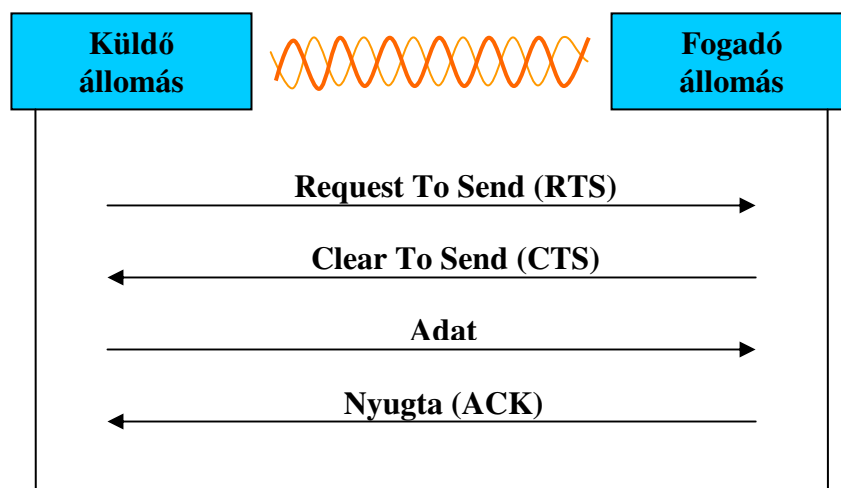 Küldő
állomás
Fogadó
állomás
Request To Send (RTS)
Clear To Send (CTS)
Adat
Nyugta (ACK)